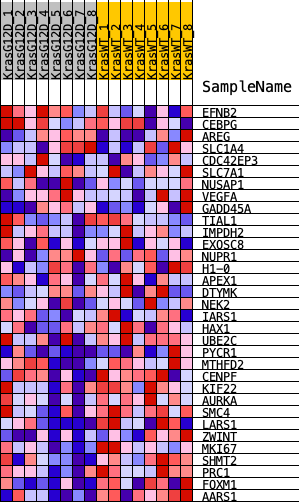 KrasG12D_1
KrasG12D_2
KrasG12D_3
KrasG12D_4
KrasG12D_5
KrasG12D_6
KrasG12D_7
KrasG12D_8
KrasWT_1
KrasWT_2
KrasWT_3
KrasWT_4
KrasWT_5
KrasWT_6
KrasWT_7
KrasWT_8
SampleName
EFNB2
CEBPG
AREG
SLC1A4
CDC42EP3
SLC7A1
NUSAP1
VEGFA
GADD45A
TIAL1
IMPDH2
EXOSC8
NUPR1
H1-0
APEX1
DTYMK
NEK2
IARS1
HAX1
UBE2C
PYCR1
MTHFD2
CENPF
KIF22
AURKA
SMC4
LARS1
ZWINT
MKI67
SHMT2
PRC1
FOXM1
AARS1